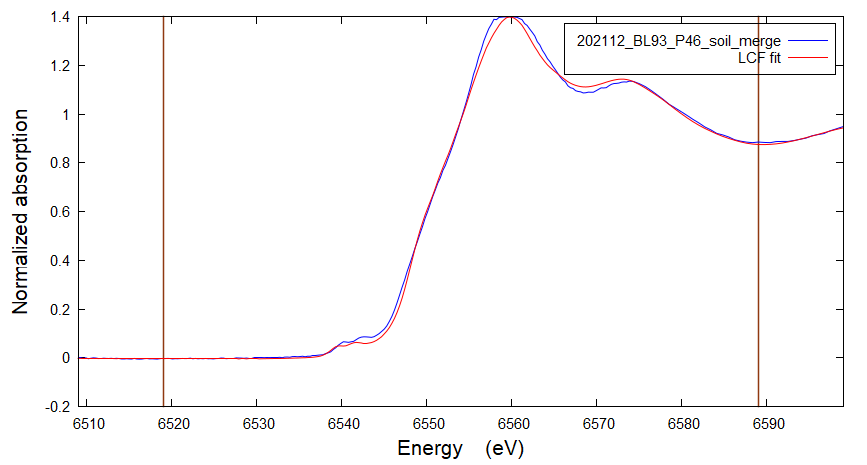 1.4
1.2
1
0.8
0.6
0.4
0.2
0
-0.2
Normalized absorption
202112_BL93_P46_soil_merge
LCF fit
6510 6520 6530 6540 6550 6560 6570 6580 6590
Energy (eV)